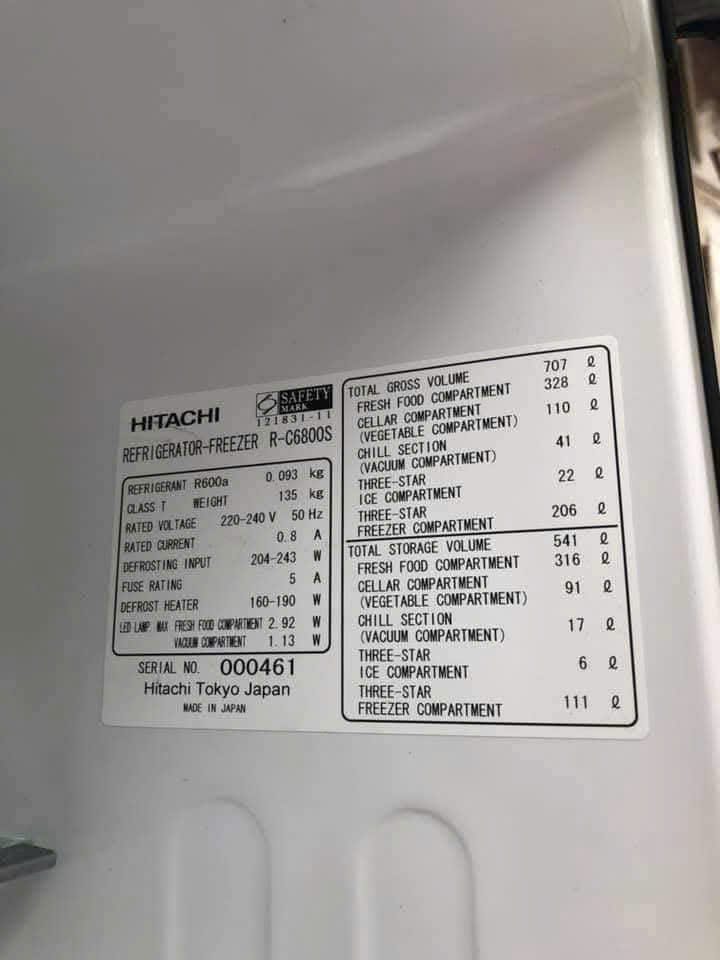 HITACHI
SAFETY
MARK
121831-11
REFRIGERATOR-FREEZER R-C6800S
REFRIGERANT R600a 0.093 kg
CLASS T WEIGHT 135 kg
RATED VOLTAGE 220-240 V 50 Hz
RATED CURRENT 0.8 A
DEFROSTING INPUT 204-243 W
FUSE RATING 5 A
DEFROST HEATER 160-190 W
LED LAMP. MAX FRESH FOOD COMPARTMENT 2.92 W
VACUUM COMPARTMENT 1.13 W
SERIAL NO. 000461
Hitachi Tokyo Japan
MADE IN JAPAN
TOTAL GROSS VOLUME 707 ℓ
FRESH FOOD COMPARTMENT 328 ℓ
CELLAR COMPARTMENT 110 ℓ
(VEGETABLE COMPARTMENT)
CHILL SECTION 41 ℓ
(VACUUM COMPARTMENT)
THREE-STAR 22 ℓ
ICE COMPARTMENT
THREE-STAR 206 ℓ
FREEZER COMPARTMENT
TOTAL STORAGE VOLUME 541 ℓ
FRESH FOOD COMPARTMENT 316 ℓ
CELLAR COMPARTMENT 91 ℓ
(VEGETABLE COMPARTMENT)
CHILL SECTION 17 ℓ
(VACUUM COMPARTMENT)
THREE-STAR 6 ℓ
ICE COMPARTMENT
THREE-STAR 111 ℓ
FREEZER COMPARTMENT